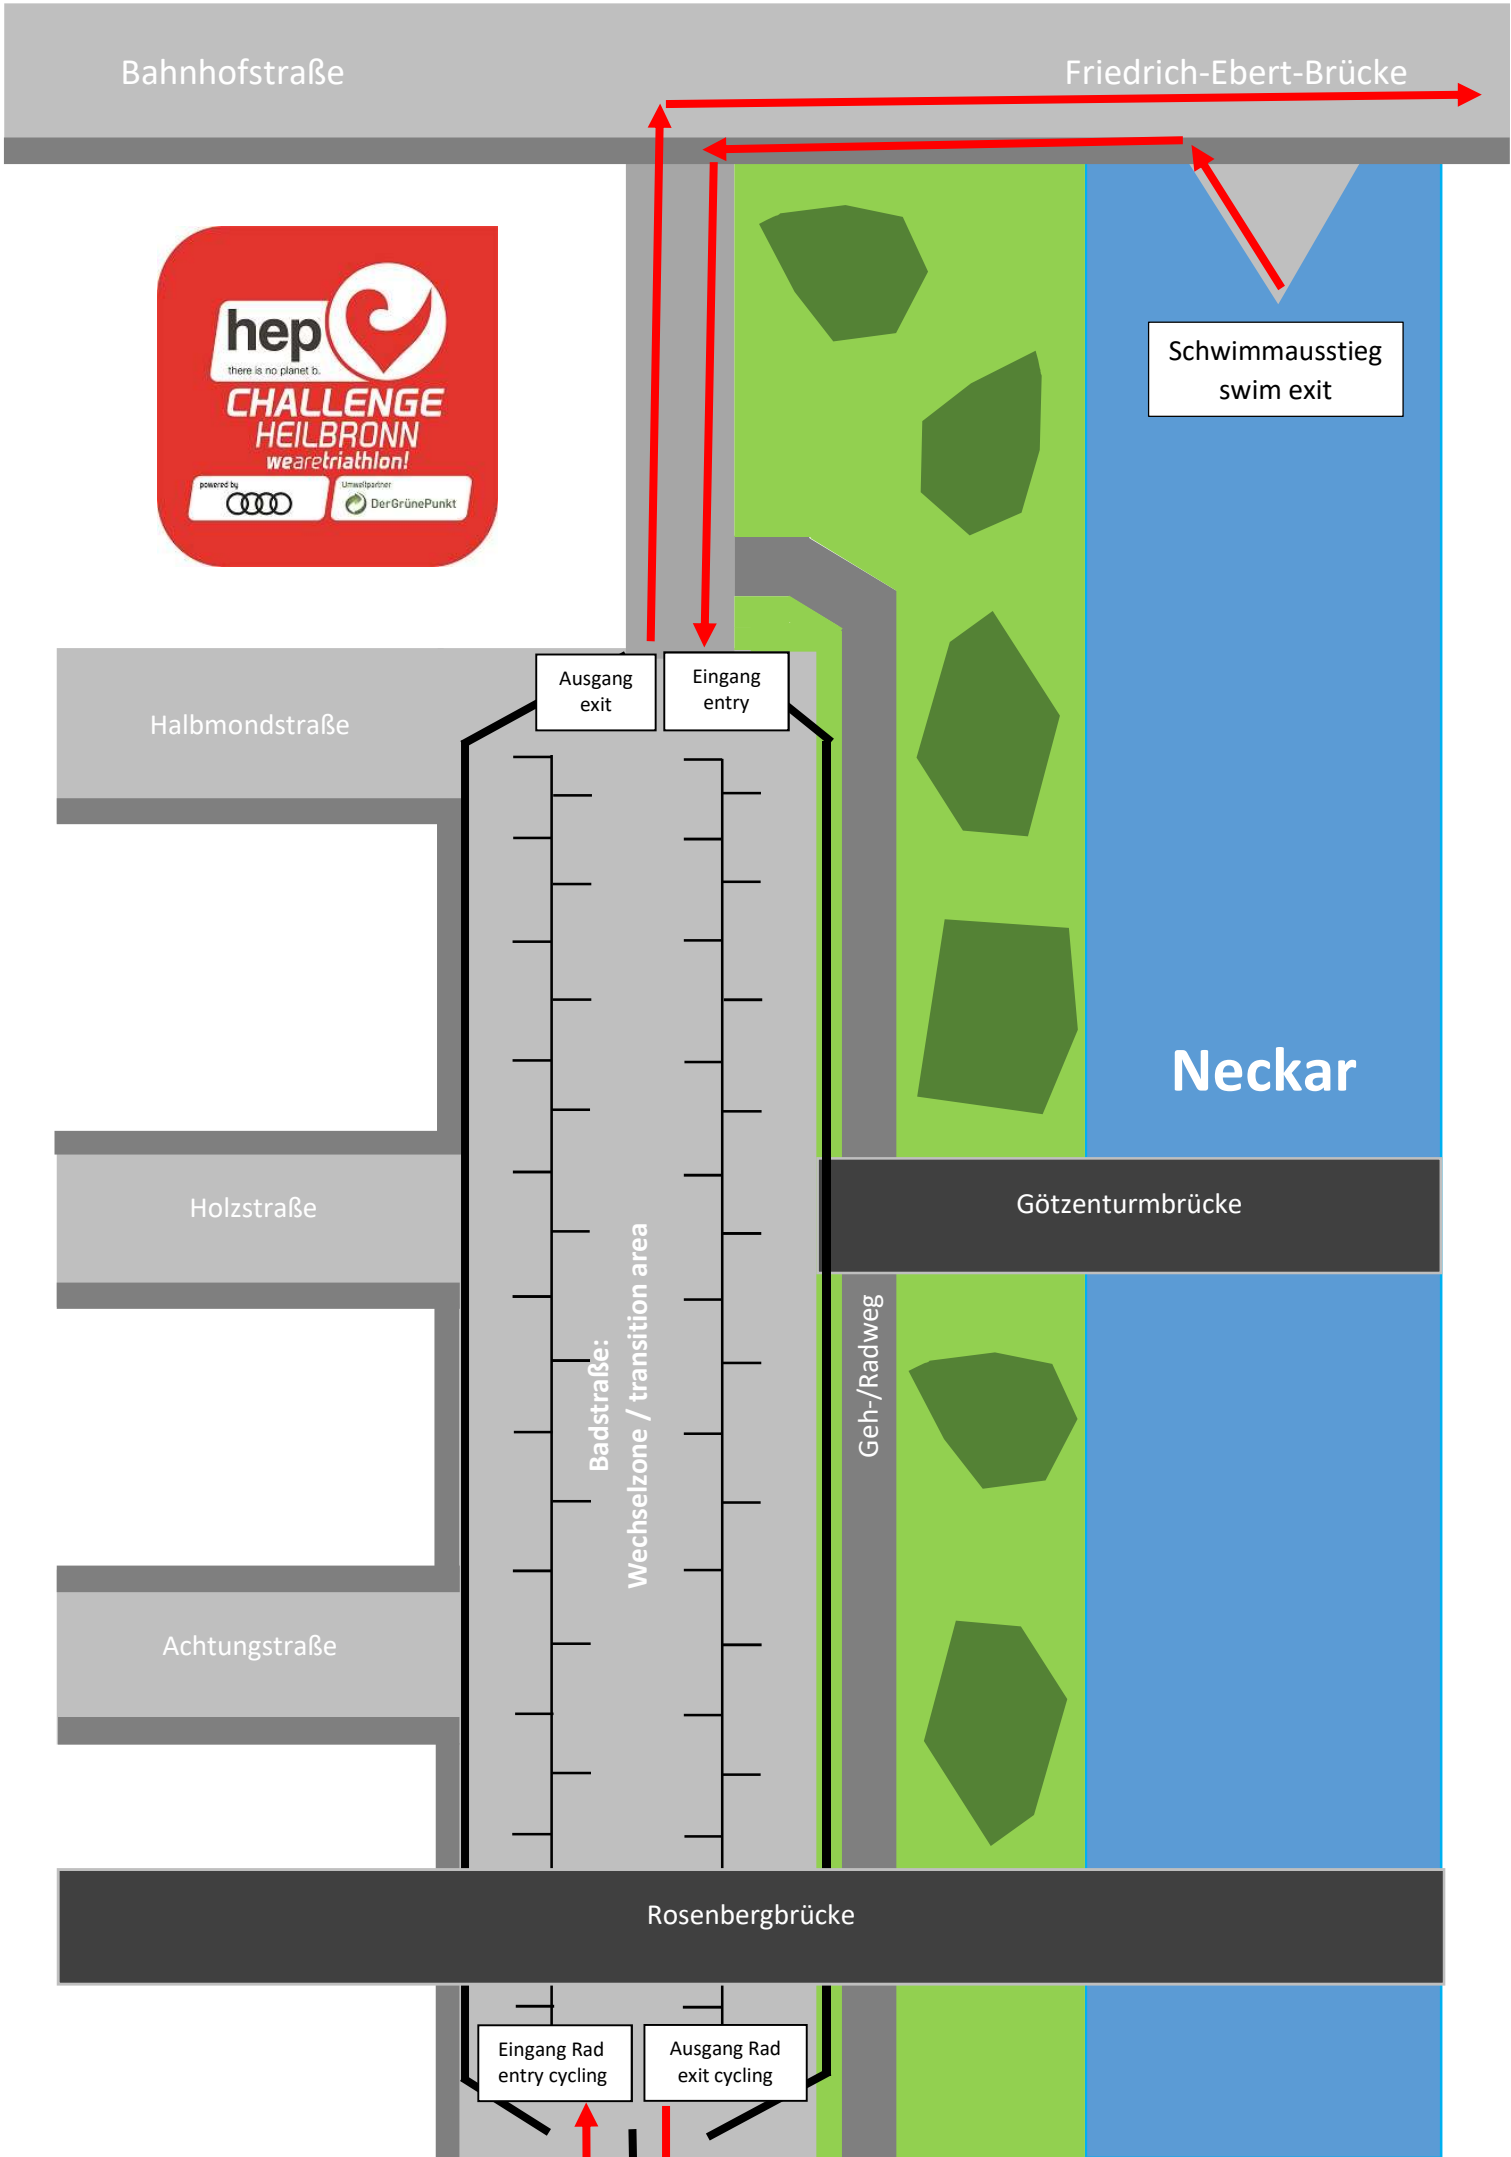 Bahnhofstraße
Friedrich-Ebert-Brücke
hep
there is no planet b.
CHALLENGE
HEILBRONN
wearetriathlon!
powered by
Umweltpartner
DerGrünePunkt
Schwimmausstieg
swim exit
Ausgang
exit
Eingang
entry
Halbmondstraße
Neckar
Holzstraße
Götzenturmbrücke
Badstraße:
Wechselzone / transition area
Geh-/Radweg
Achtungstraße
Rosenbergbrücke
Eingang Rad
entry cycling
Ausgang Rad
exit cycling